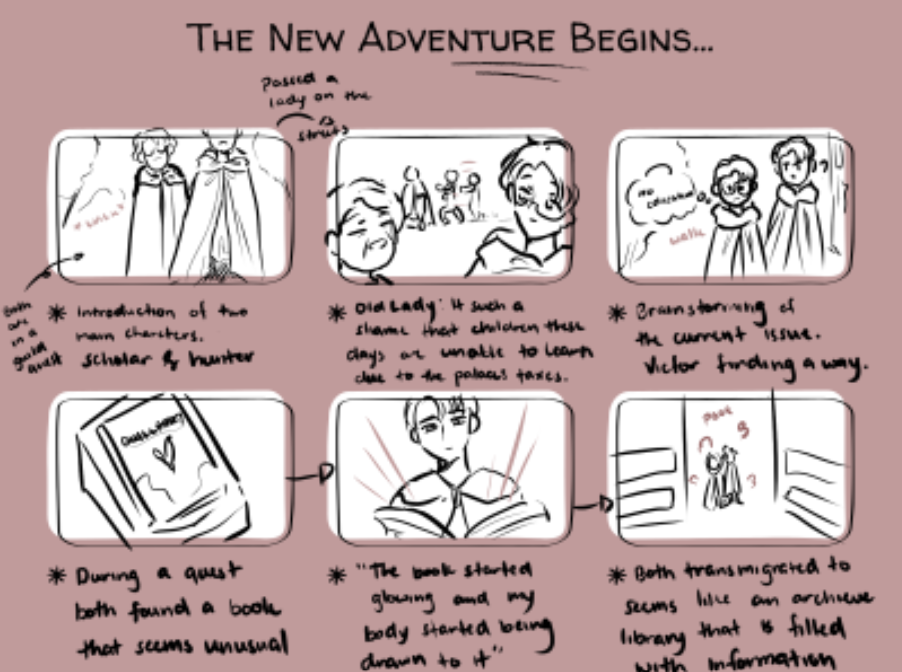 THE NEW ADVENTURE BEGINS...
Passed a
lady on the
streets
walk
no
education
walk
Both
are
in a
guild
quest
* Introduction of two
main charcters.
scholar & hunter
* Old Lady: It such a
shame that children these
days are unable to learn
due to the palaces taxes.
* Brainstorming of
the current issue.
Victor finding a way.
Poof
* During a quest
both found a book
that seems unusual
* "The book started
glowing and my
body started being
drawn to it"
* Both transmigrated to
seems like an archieve
library that is filled
with information